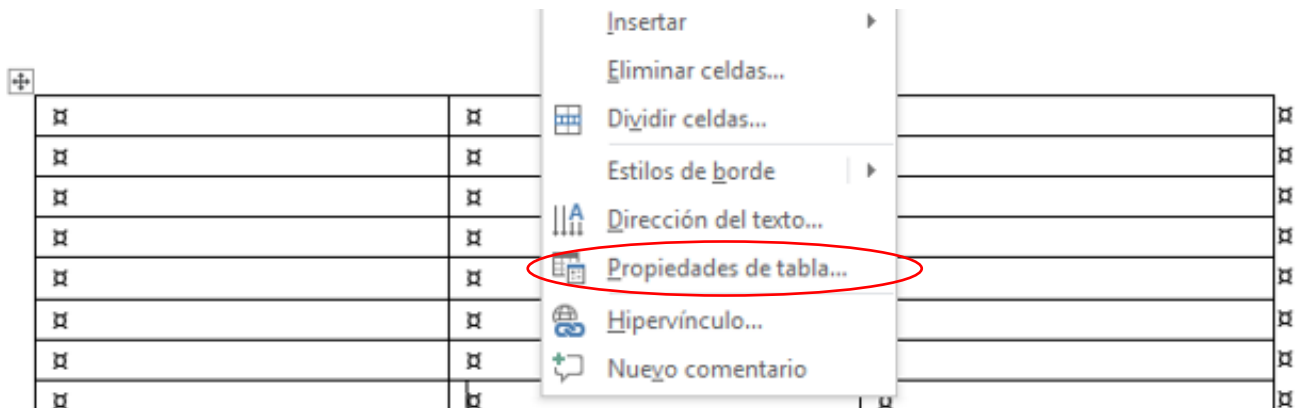 Insertar
Eliminar celdas...
¤ ¤ Dividir celdas... ¤
¤ ¤ ¤
Estilos de borde
¤ ¤ ¤
¤ ¤ Dirección del texto... ¤
¤ ¤ Propiedades de tabla... ¤
¤ ¤ Hipervínculo... ¤
¤ ¤ Nuevo comentario ¤
¤ ¤ ¤ ¤